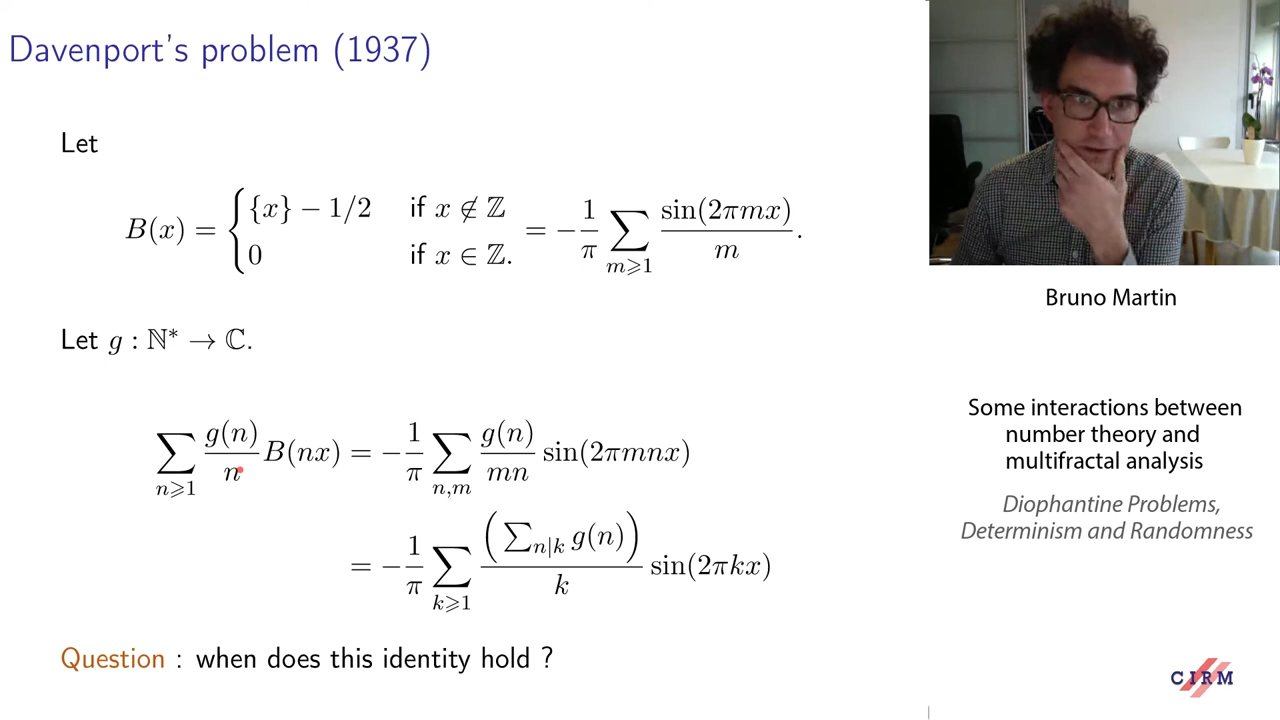 Davenport's problem (1937)
Let
B(x) = { {x} − 1/2 if x ∉ ℤ
0 if x ∈ ℤ. = −1/π ∑_{m⩾1} sin(2πmx)/m.
Let g : ℕ* → ℂ.
∑_{n⩾1} g(n)/n B(nx) = −1/π ∑_{n,m} g(n)/mn sin(2πmnx)
= −1/π ∑_{k⩾1} (∑_{n|k} g(n))/k sin(2πkx)
Question : when does this identity hold ?
Bruno Martin
Some interactions between
number theory and
multifractal analysis
Diophantine Problems,
Determinism and Randomness
CIRM